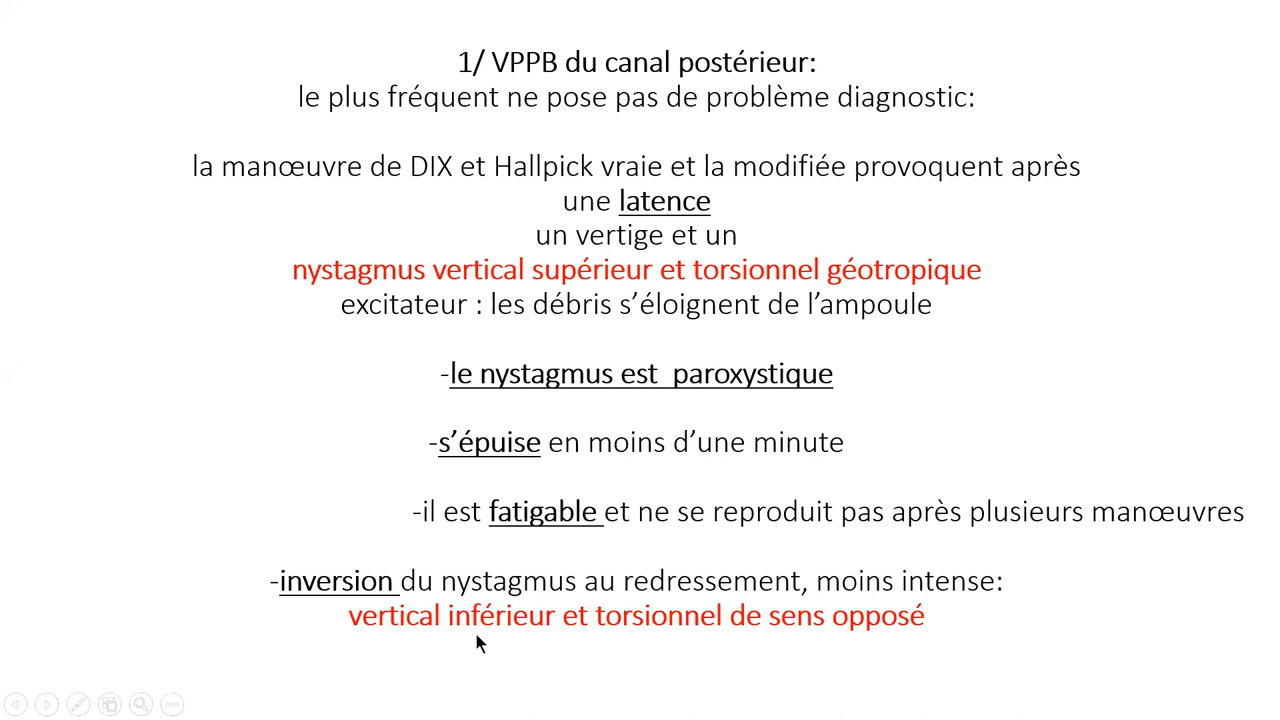 1/ VPPB du canal postérieur:
le plus fréquent ne pose pas de problème diagnostic:
la manœuvre de DIX et Hallpick vraie et la modifiée provoquent après
une latence
un vertige et un
nystagmus vertical supérieur et torsionnel géotropique
excitateur : les débris s’éloignent de l’ampoule
-le nystagmus est  paroxystique
-s’épuise en moins d’une minute
-il est fatigable et ne se reproduit pas après plusieurs manœuvres
-inversion du nystagmus au redressement, moins intense:
vertical inférieur et torsionnel de sens opposé